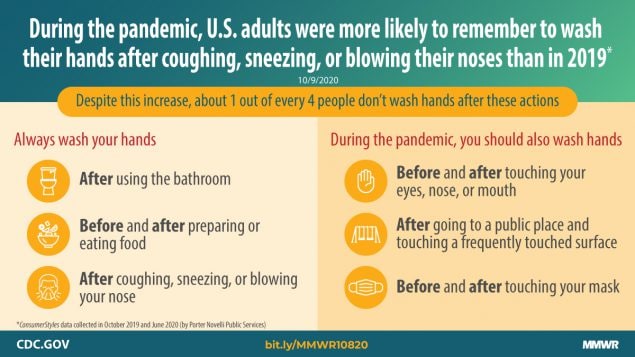 During the pandemic, U.S. adults were more likely to remember to wash
their hands after coughing, sneezing, or blowing their noses than in 2019*
10/9/2020
Despite this increase, about 1 out of every 4 people don't wash hands after these actions
Always wash your hands
After using the bathroom
Before and after preparing or
eating food
After coughing, sneezing, or blowing
your nose
During the pandemic, you should also wash hands
Before and after touching your
eyes, nose, or mouth
After going to a public place and
touching a frequently touched surface
Before and after touching your mask
*ConsumerStyles data collected in October 2019 and June 2020 (by Porter Novelli Public Services)
CDC.GOV
bit.ly/MMWR10820
MMWR